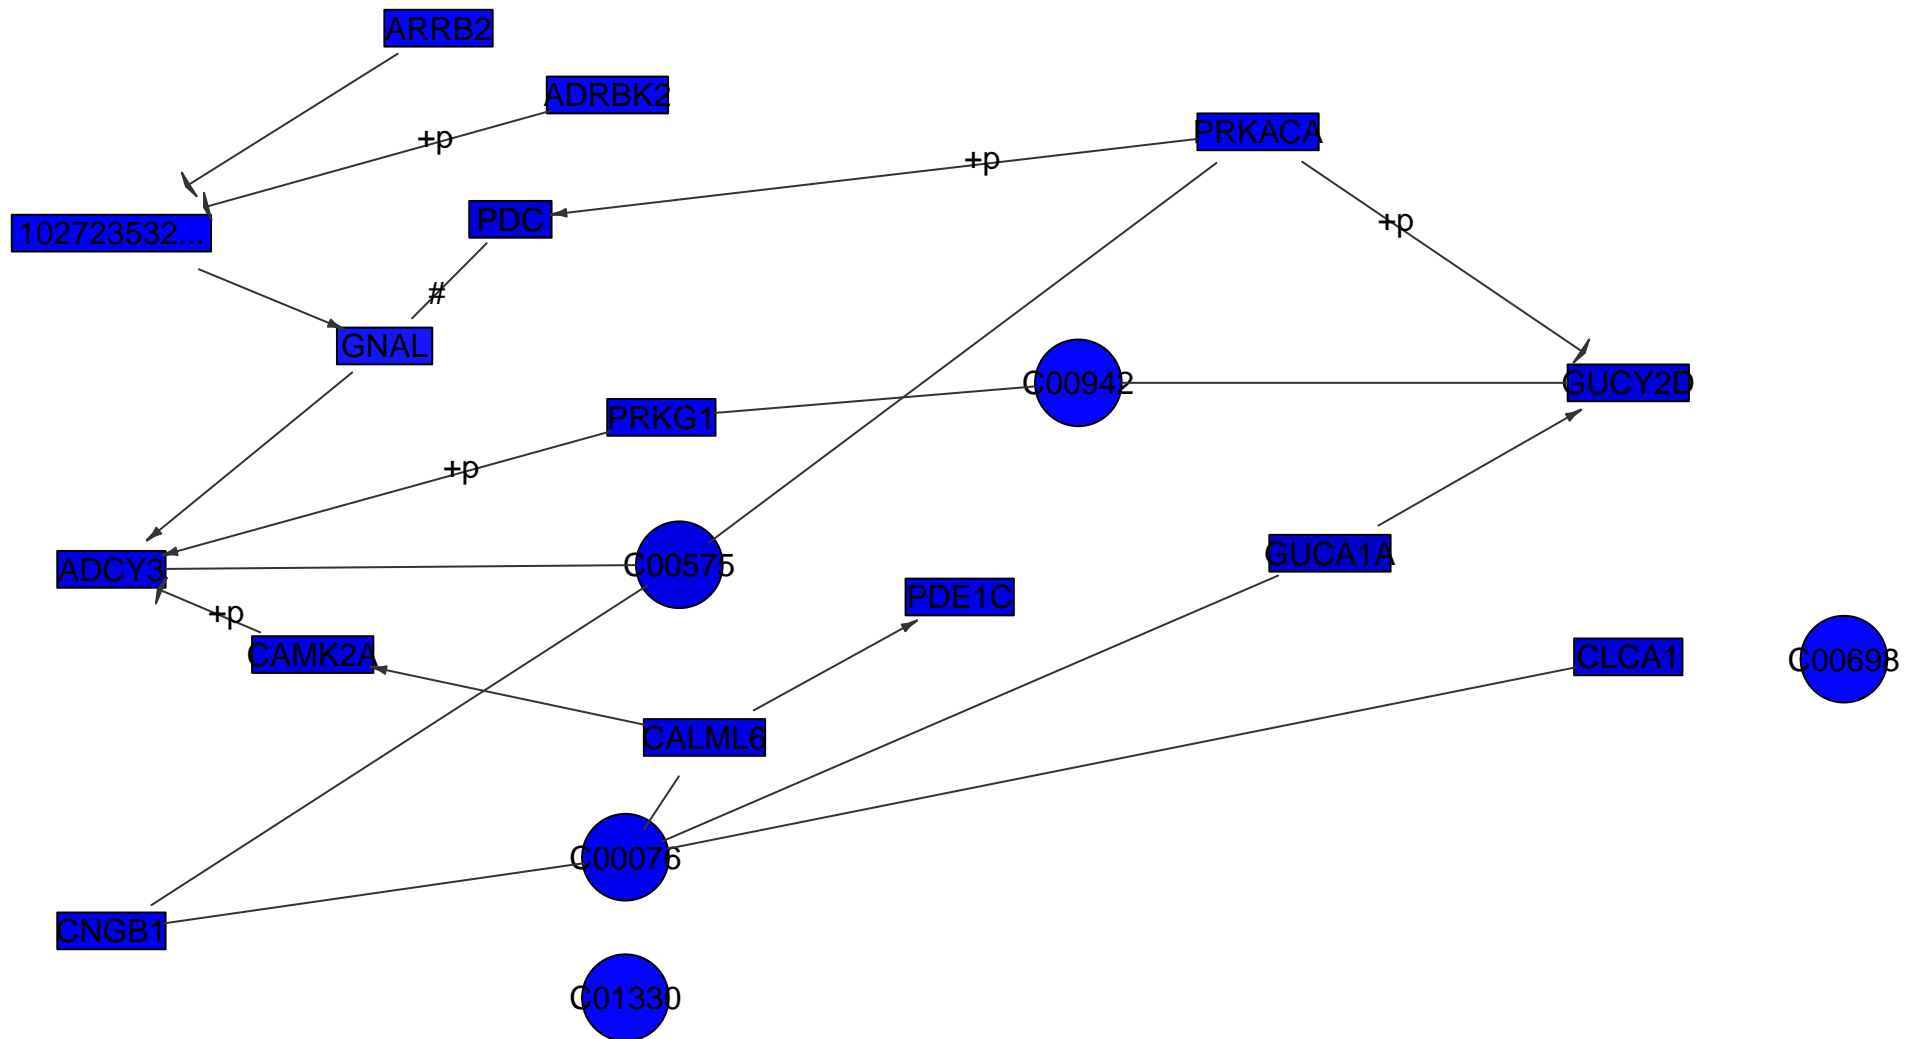 ARRB2
ADRBK2
PRKACA
+p
+p
PDC
+p
102723532...
#
GNAL
C00942
GUCY2D
PRKG1
+p
ADCY3
C00575
GUCA1A
PDE1C
+p
CAMK2A
CLCA1
C00698
CALML6
C00076
CNGB1
C01330